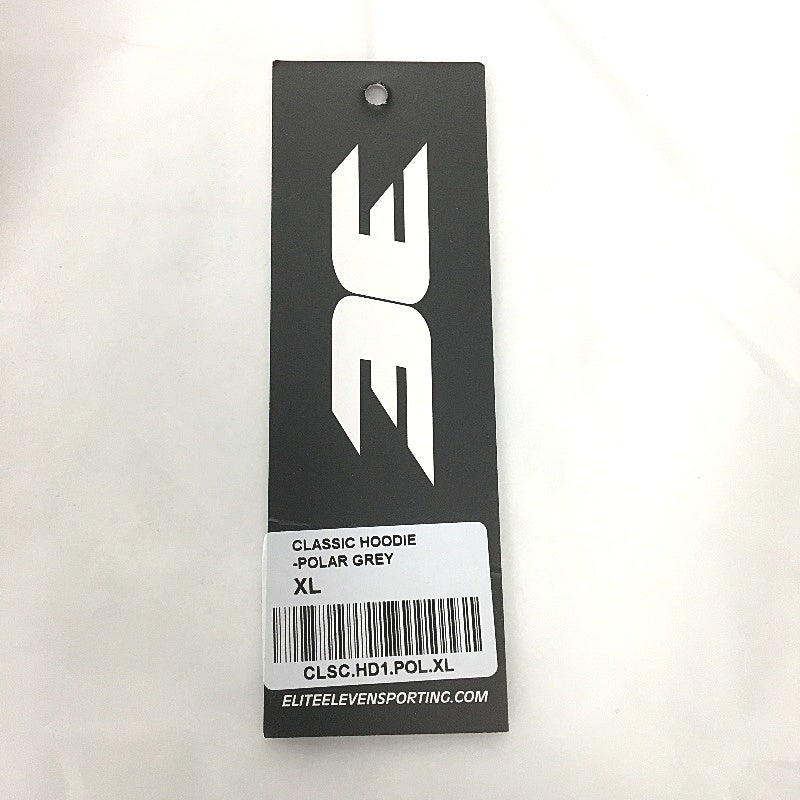 CLASSIC HOODIE
-POLAR GREY
XL
CLSC.HD1.POL.XL
ELITEELEVENSPORTING.COM